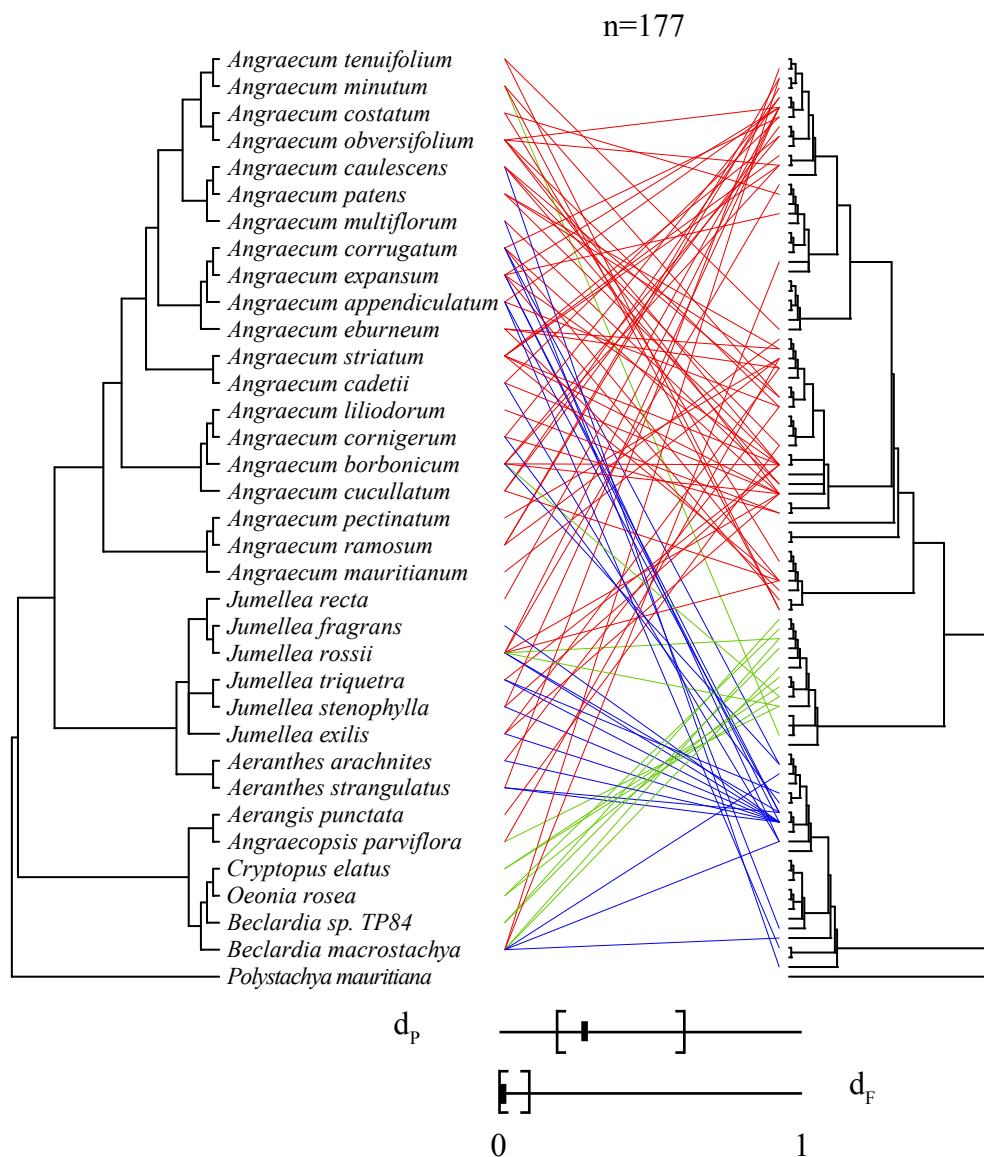 n=177
Angraecum tenuifolium
Angraecum minutum
Angraecum costatum
Angraecum obversifolium
Angraecum caulescens
Angraecum patens
Angraecum multiflorum
Angraecum corrugatum
Angraecum expansum
Angraecum appendiculatum
Angraecum eburneum
Angraecum striatum
Angraecum cadetii
Angraecum liliodorum
Angraecum cornigerum
Angraecum borbonicum
Angraecum cucullatum
Angraecum pectinatum
Angraecum ramosum
Angraecum mauritianum
Jumellea recta
Jumellea fragrans
Jumellea rossii
Jumellea triquetra
Jumellea stenophylla
Jumellea exilis
Aeranthes arachnites
Aeranthes strangulatus
Aerangis punctata
Angraecopsis parviflora
Cryptopus elatus
Oeonia rosea
Beclardia sp. TP84
Beclardia macrostachya
Polystachya mauritiana
dP
dF
0 1